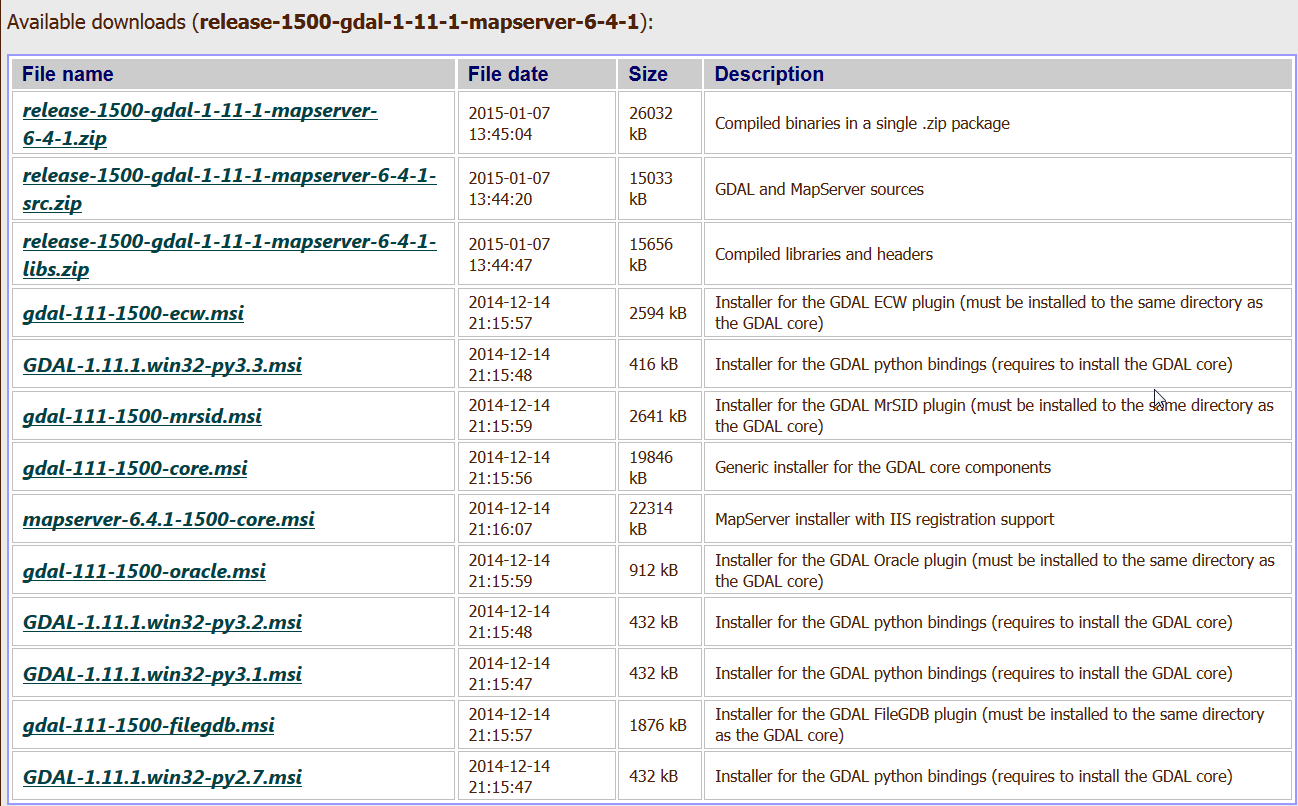 Available downloads (release-1500-gdal-1-11-1-mapserver-6-4-1):
File name File date Size Description
release-1500-gdal-1-11-1-mapserver-
6-4-1.zip
2015-01-07
13:45:04
26032
kB
Compiled binaries in a single .zip package
release-1500-gdal-1-11-1-mapserver-6-4-1-
src.zip
2015-01-07
13:44:20
15033
kB
GDAL and MapServer sources
release-1500-gdal-1-11-1-mapserver-6-4-1-
libs.zip
2015-01-07
13:44:47
15656
kB
Compiled libraries and headers
gdal-111-1500-ecw.msi
2014-12-14
21:15:57
2594 kB
Installer for the GDAL ECW plugin (must be installed to the same directory as
the GDAL core)
GDAL-1.11.1.win32-py3.3.msi
2014-12-14
21:15:48
416 kB
Installer for the GDAL python bindings (requires to install the GDAL core)
gdal-111-1500-mrsid.msi
2014-12-14
21:15:59
2641 kB
Installer for the GDAL MrSID plugin (must be installed to the same directory as
the GDAL core)
gdal-111-1500-core.msi
2014-12-14
21:15:56
19846
kB
Generic installer for the GDAL core components
mapserver-6.4.1-1500-core.msi
2014-12-14
21:16:07
22314
kB
MapServer installer with IIS registration support
gdal-111-1500-oracle.msi
2014-12-14
21:15:59
912 kB
Installer for the GDAL Oracle plugin (must be installed to the same directory as
the GDAL core)
GDAL-1.11.1.win32-py3.2.msi
2014-12-14
21:15:48
432 kB
Installer for the GDAL python bindings (requires to install the GDAL core)
GDAL-1.11.1.win32-py3.1.msi
2014-12-14
21:15:47
432 kB
Installer for the GDAL python bindings (requires to install the GDAL core)
gdal-111-1500-filegdb.msi
2014-12-14
21:15:57
1876 kB
Installer for the GDAL FileGDB plugin (must be installed to the same directory
as the GDAL core)
GDAL-1.11.1.win32-py2.7.msi
2014-12-14
21:15:47
432 kB
Installer for the GDAL python bindings (requires to install the GDAL core)